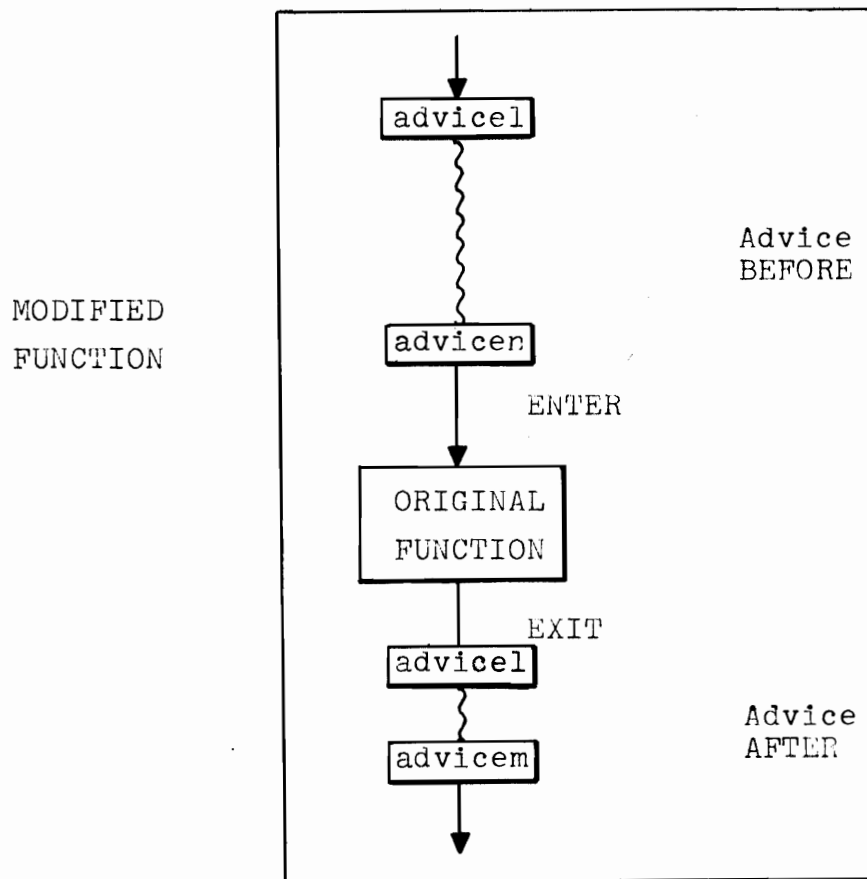 advice1
Advice
BEFORE
MODIFIED
FUNCTION
advicen
ENTER
ORIGINAL
FUNCTION
EXIT
advice1
Advice
AFTER
advicem